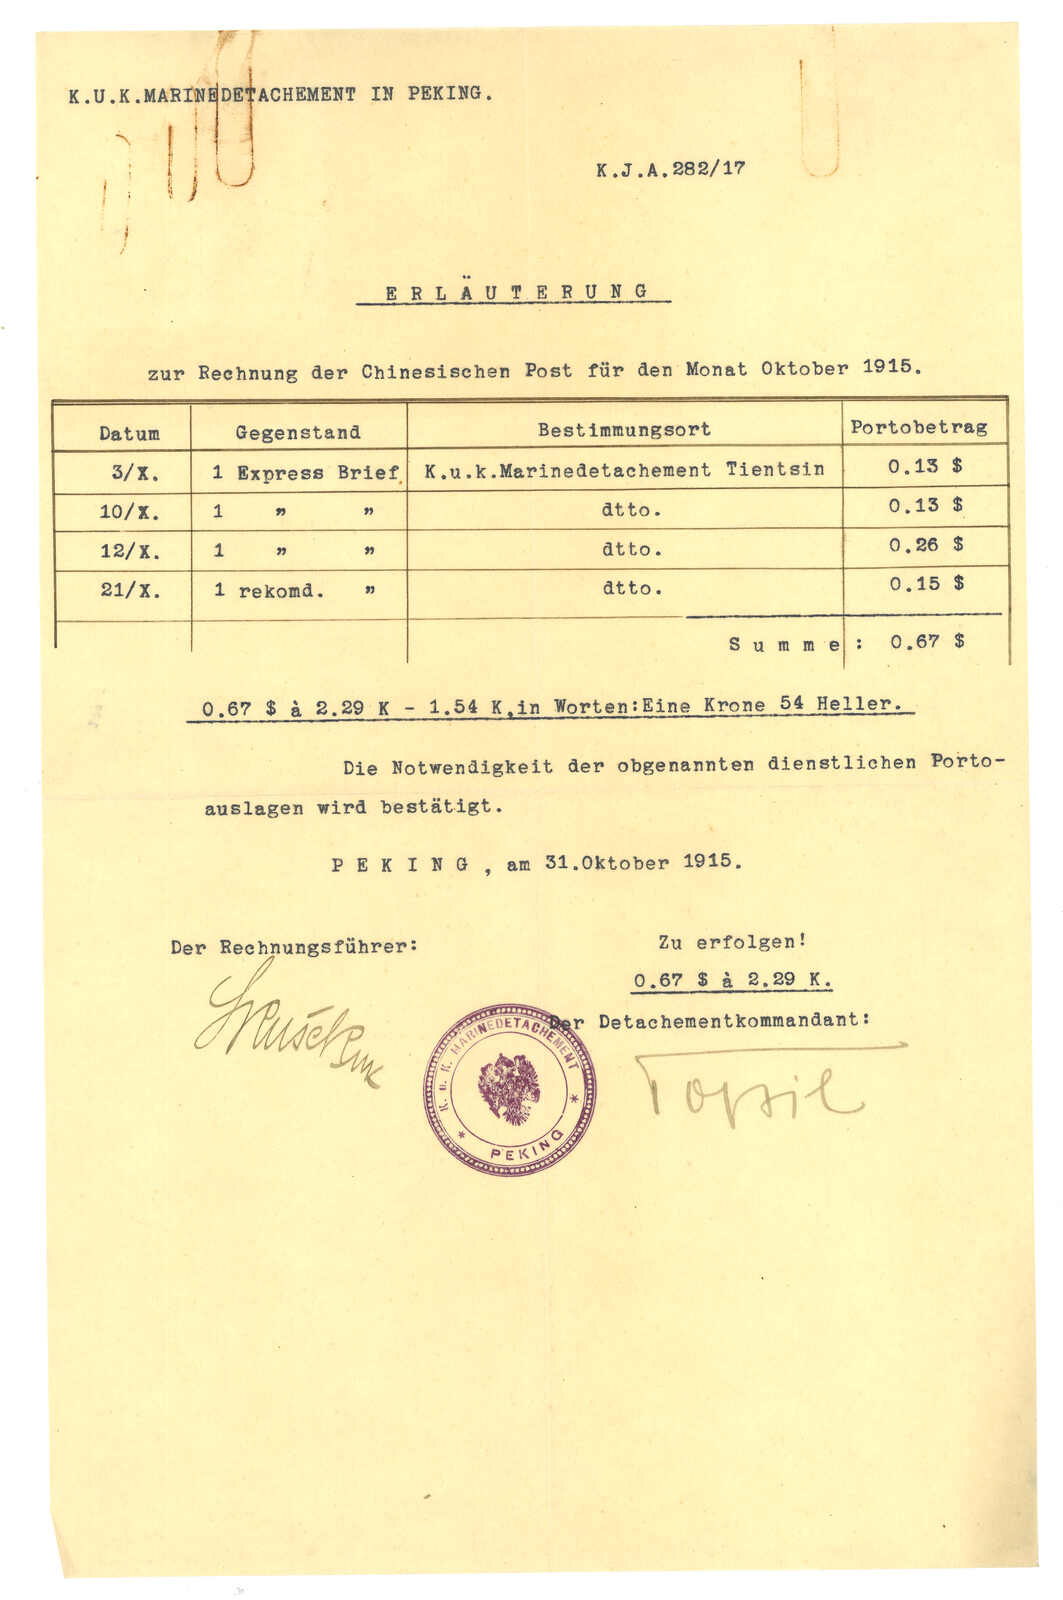 K.U.K.MARINEDETACHEMENT IN PEKING.
K.J.A.282/17
ERLÄUTERUNG
zur Rechnung der Chinesischen Post für den Monat Oktober 1915.
Datum Gegenstand Bestimmungsort Portobetrag
3/X. 1 Express Brief. K.u.k.Marinedetachement Tientsin 0.13 $
10/X. 1 " " dtto. 0.13 $
12/X. 1 " " dtto. 0.26 $
21/X. 1 rekomd. " dtto. 0.15 $
Summe: 0.67 $
0.67 $ à 2.29 K - 1.54 K,in Worten:Eine Krone 54 Heller.
Die Notwendigkeit der obgenannten dienstlichen Porto-
auslagen wird bestätigt.
PEKING, am 31.Oktober 1915.
Der Rechnungsführer:
Zu erfolgen!
0.67 $ à 2.29 K.
Der Detachementkommandant:
Topil
K. u. K. MARINEDETACHEMENT
* PEKING *